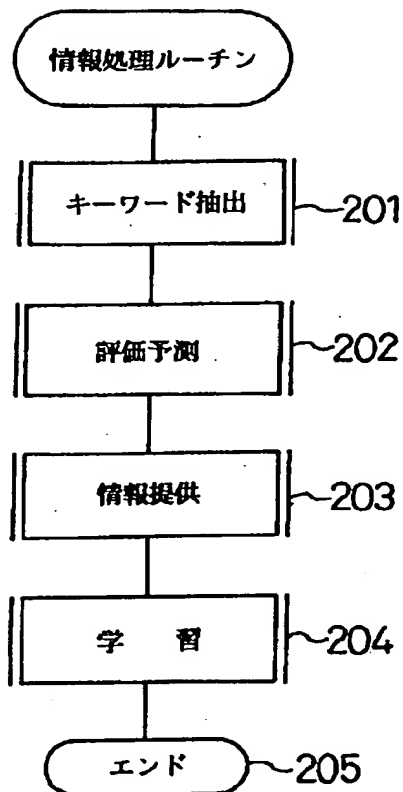 情報処理ルーチン
キーワード抽出 201
評価予測 202
情報提供 203
学 習 204
エンド 205